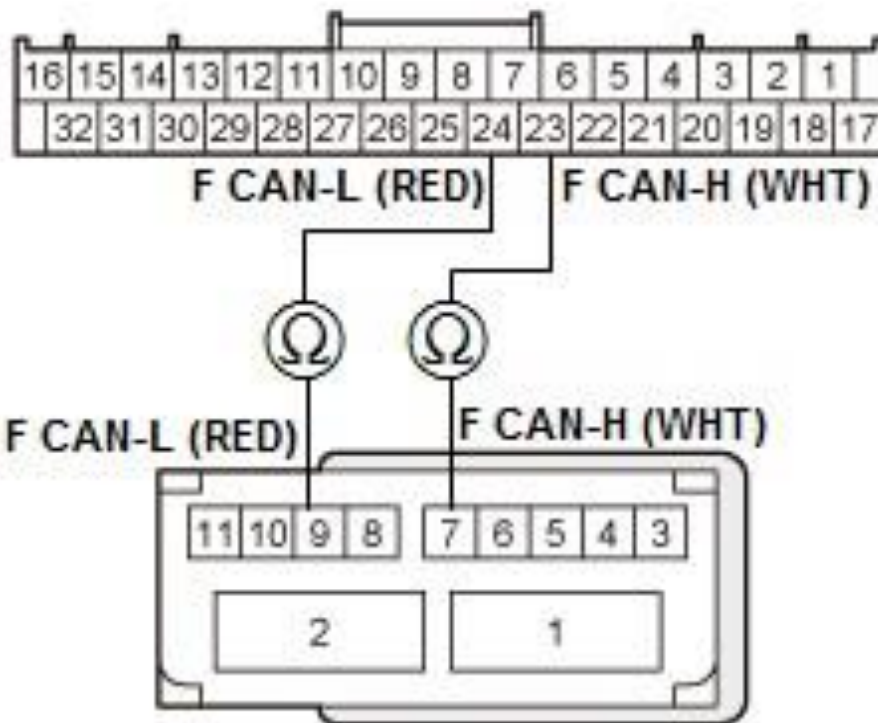 16 15 14 13 12 11 10 9 8 7 6 5 4 3 2 1
32 31 30 29 28 27 26 25 24 23 22 21 20 19 18 17
F CAN-L (RED) F CAN-H (WHT)
Ω Ω
F CAN-L (RED) F CAN-H (WHT)
11 10 9 8 7 6 5 4 3
2 1